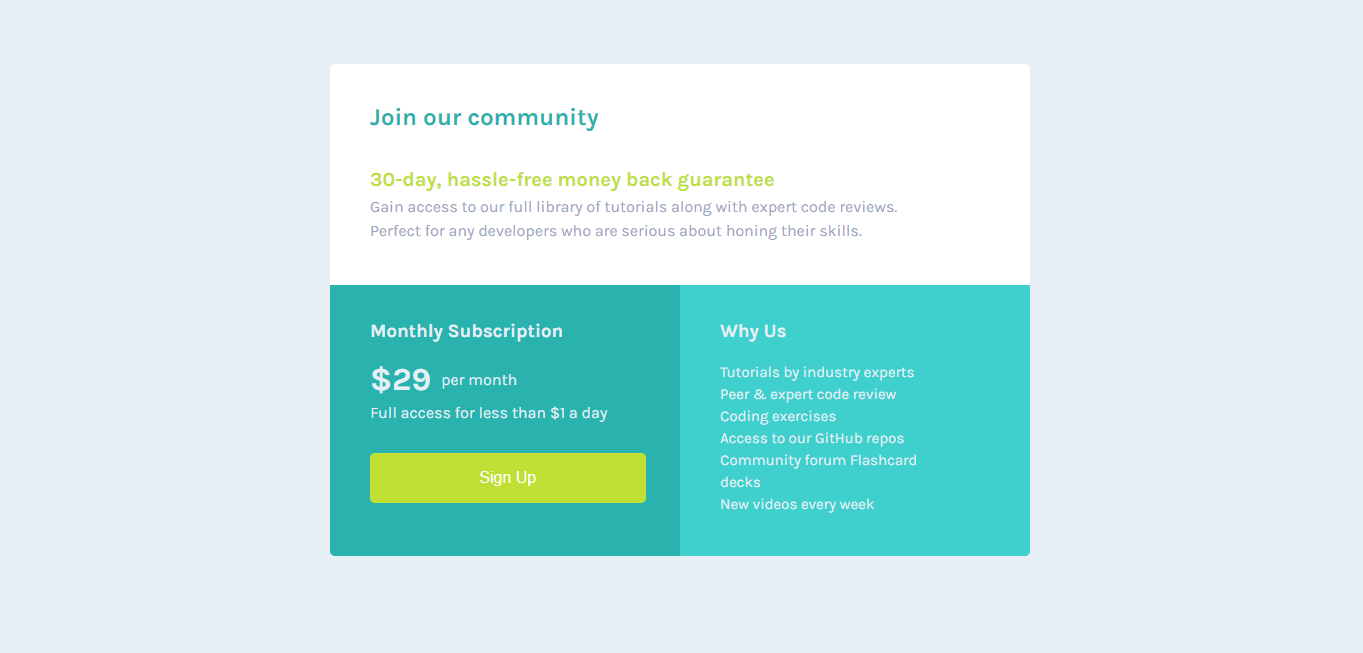 Join our community
30-day, hassle-free money back guarantee
Gain access to our full library of tutorials along with expert code reviews.
Perfect for any developers who are serious about honing their skills.
Monthly Subscription
$29 per month
Full access for less than $1 a day
Sign Up
Why Us
Tutorials by industry experts
Peer & expert code review
Coding exercises
Access to our GitHub repos
Community forum Flashcard
decks
New videos every week